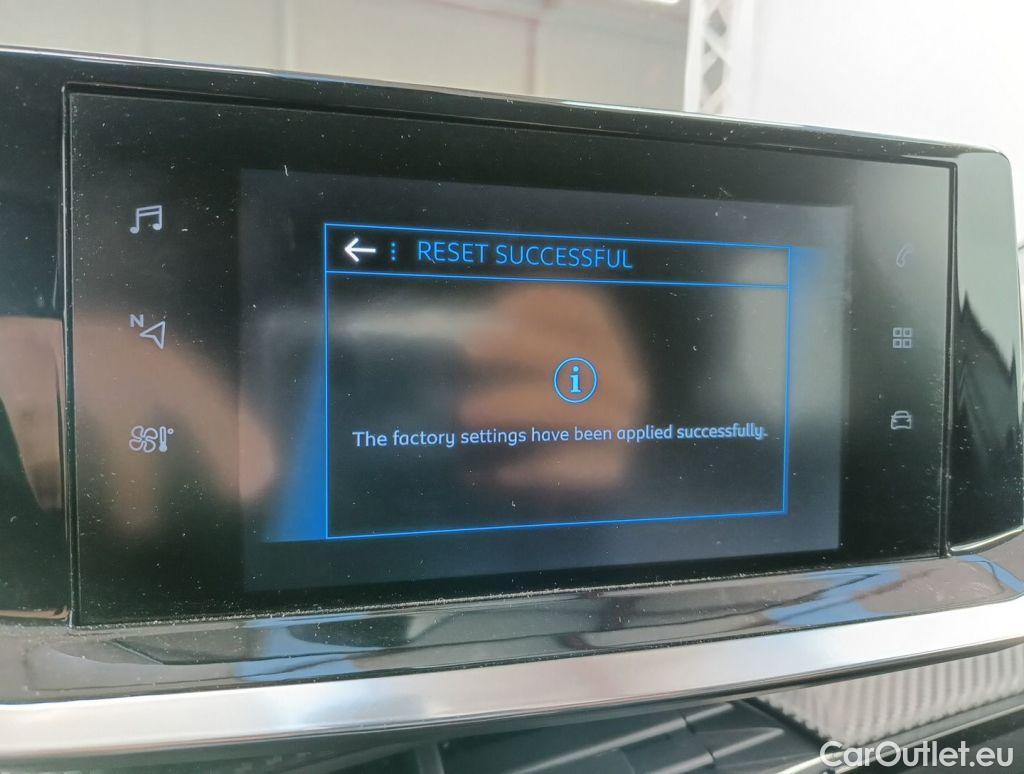 RESET SUCCESSFUL
N
i
The factory settings have been applied successfully.
CarOutlet.eu